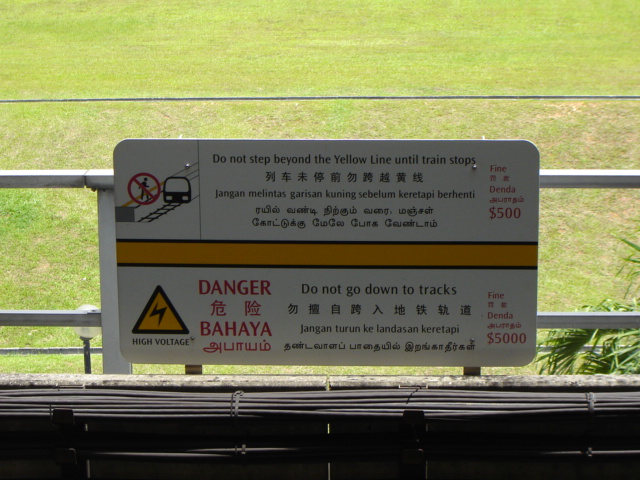 Do not step beyond the Yellow Line until train stops
列车未停前勿跨越黄线
Jangan melintas garisan kuning sebelum keretapi berhenti
ரயில் வண்டி நிற்கும் வரை, மஞ்சள்
கோட்டுக்கு மேலே போக வேண்டாம்
Fine
罚款
Denda
அபராதம்
$500
HIGH VOLTAGE
DANGER
危险
BAHAYA
அபாயம்
Do not go down to tracks
勿擅自跨入地铁轨道
Jangan turun ke landasan keretapi
தண்டவாளப் பாதையில் இறங்காதீர்கள்
Fine
罚款
Denda
அபராதம்
$5000